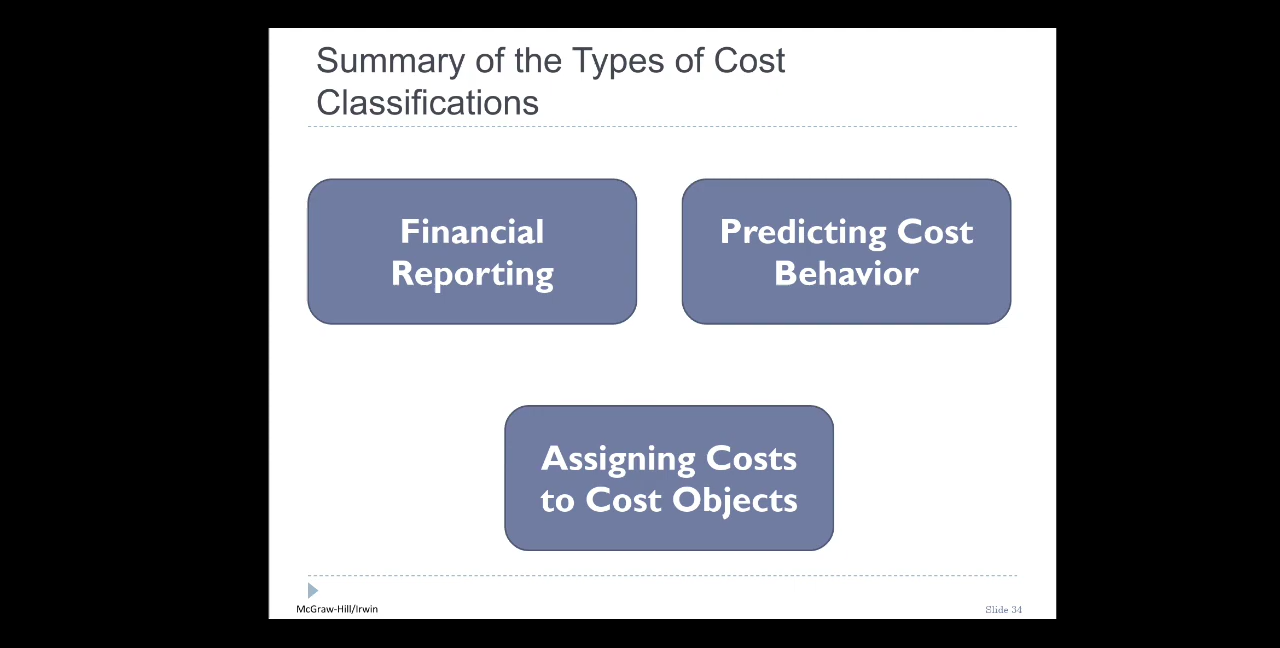 Summary of the Types of Cost
Classifications
Financial
Reporting
Predicting Cost
Behavior
Assigning Costs
to Cost Objects
McGraw-Hill/Irwin
Slide 34